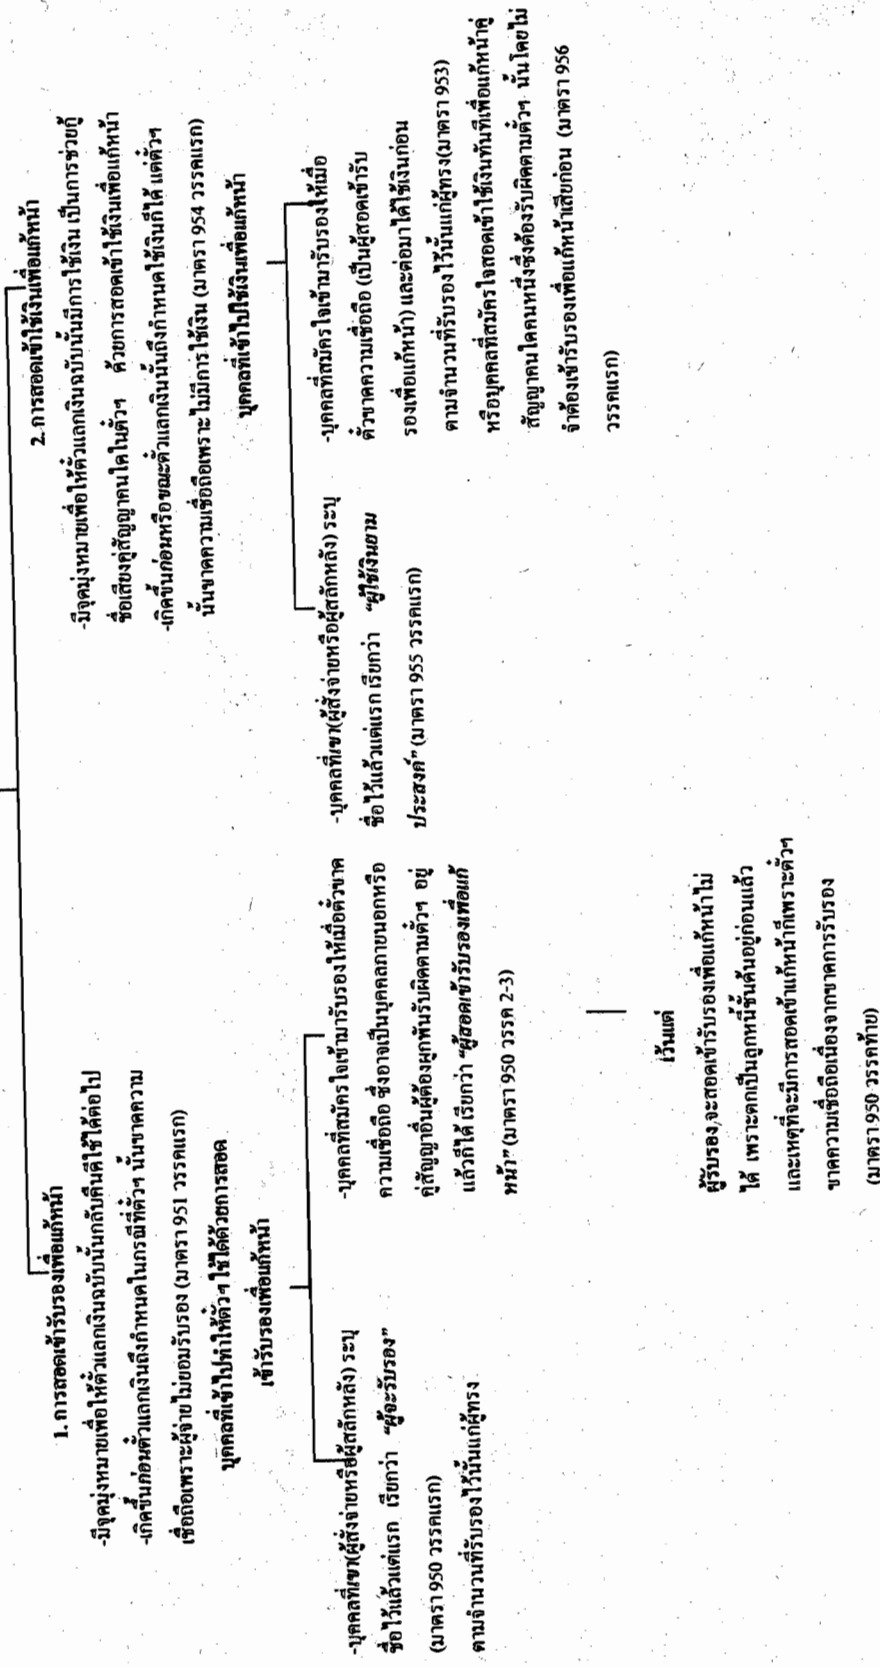 1. การสอดเข้ารับรองเพื่อแก้หน้า
-มีจุดมุ่งหมายเพื่อให้ตั๋วแลกเงินฉบับนั้นกลับคืนดีใช้ได้ต่อไป
-เกิดขึ้นก่อนตั๋วแลกเงินถึงกำหนดในกรณีที่ตั๋วฯ นั้นขาดความ
เชื่อถือเพราะผู้จ่ายไม่ยอมรับรอง (มาตรา 951 วรรคแรก)
บุคคลที่เข้าไปทำให้ตั๋วฯ ใช้ได้ด้วยการสอด
เข้ารับรองเพื่อแก้หน้า
-บุคคลที่เขา(ผู้สั่งจ่ายหรือผู้สลักหลัง) ระบุ
ชื่อไว้แล้วแต่แรก เรียกว่า “ผู้จะรับรอง”
(มาตรา 950 วรรคแรก)
ตามจำนวนที่รับรองไว้นั้นแก่ผู้ทรง
-บุคคลที่สมัครใจเข้ามารับรองให้เมื่อตั๋วขาด
ความเชื่อถือ ซึ่งอาจเป็นบุคคลภายนอกหรือ
คู่สัญญาอื่นผู้ต้องผูกพันรับผิดตามตั๋วฯ อยู่
แล้วก็ได้ เรียกว่า “ผู้สอดเข้ารับรองเพื่อแก้
หน้า” (มาตรา 950 วรรค 2-3)
เว้นแต่
ผู้รับรอง,จะสอดเข้ารับรองเพื่อแก้หน้าไม่
ได้ เพราะตกเป็นลูกหนี้ชั้นต้นอยู่ก่อนแล้ว
และเหตุที่จะมีการสอดเข้าแก้หน้าก็เพราะตั๋วฯ
ขาดความเชื่อถือเนื่องจากขาดการรับรอง
(มาตรา 950 วรรคท้าย)
2. การสอดเข้าใช้เงินเพื่อแก้หน้า
-มีจุดมุ่งหมายเพื่อให้ตั๋วแลกเงินฉบับนั้นมีการใช้เงิน เป็นการช่วยกู้
ชื่อเสียงคู่สัญญาคนใดในตั๋วฯ ด้วยการสอดเข้าใช้เงินเพื่อแก้หน้า
-เกิดขึ้นก่อนหรือขณะตั๋วแลกเงินนั้นถึงกำหนดใช้เงินก็ได้ แต่ตั๋วฯ
นั้นขาดความเชื่อถือเพราะไม่มีการใช้เงิน (มาตรา 954 วรรคแรก)
บุคคลที่เข้าไปใช้เงินเพื่อแก้หน้า
-บุคคลที่เขา(ผู้สั่งจ่ายหรือผู้สลักหลัง) ระบุ
ชื่อไว้แล้วแต่แรก เรียกว่า “ผู้ใช้เงินยาม
ประสงค์” (มาตรา 955 วรรคแรก)
-บุคคลที่สมัครใจเข้ามารับรองให้เมื่อ
ตั๋วขาดความเชื่อถือ (เป็นผู้สอดเข้ารับ
รองเพื่อแก้หน้า) และต่อมาได้ใช้เงินก่อน
ตามจำนวนที่รับรองไว้นั้นแก่ผู้ทรง(มาตรา 953)
หรือบุคคลที่สมัครใจสอดเข้าใช้เงินทันทีเพื่อแก้หน้าคู่
สัญญาคนใดคนหนึ่งซึ่งต้องรับผิดตามตั๋วฯ นั้นโดยไม่
จำต้องเข้ารับรองเพื่อแก้หน้าเสียก่อน (มาตรา 956
วรรคแรก)